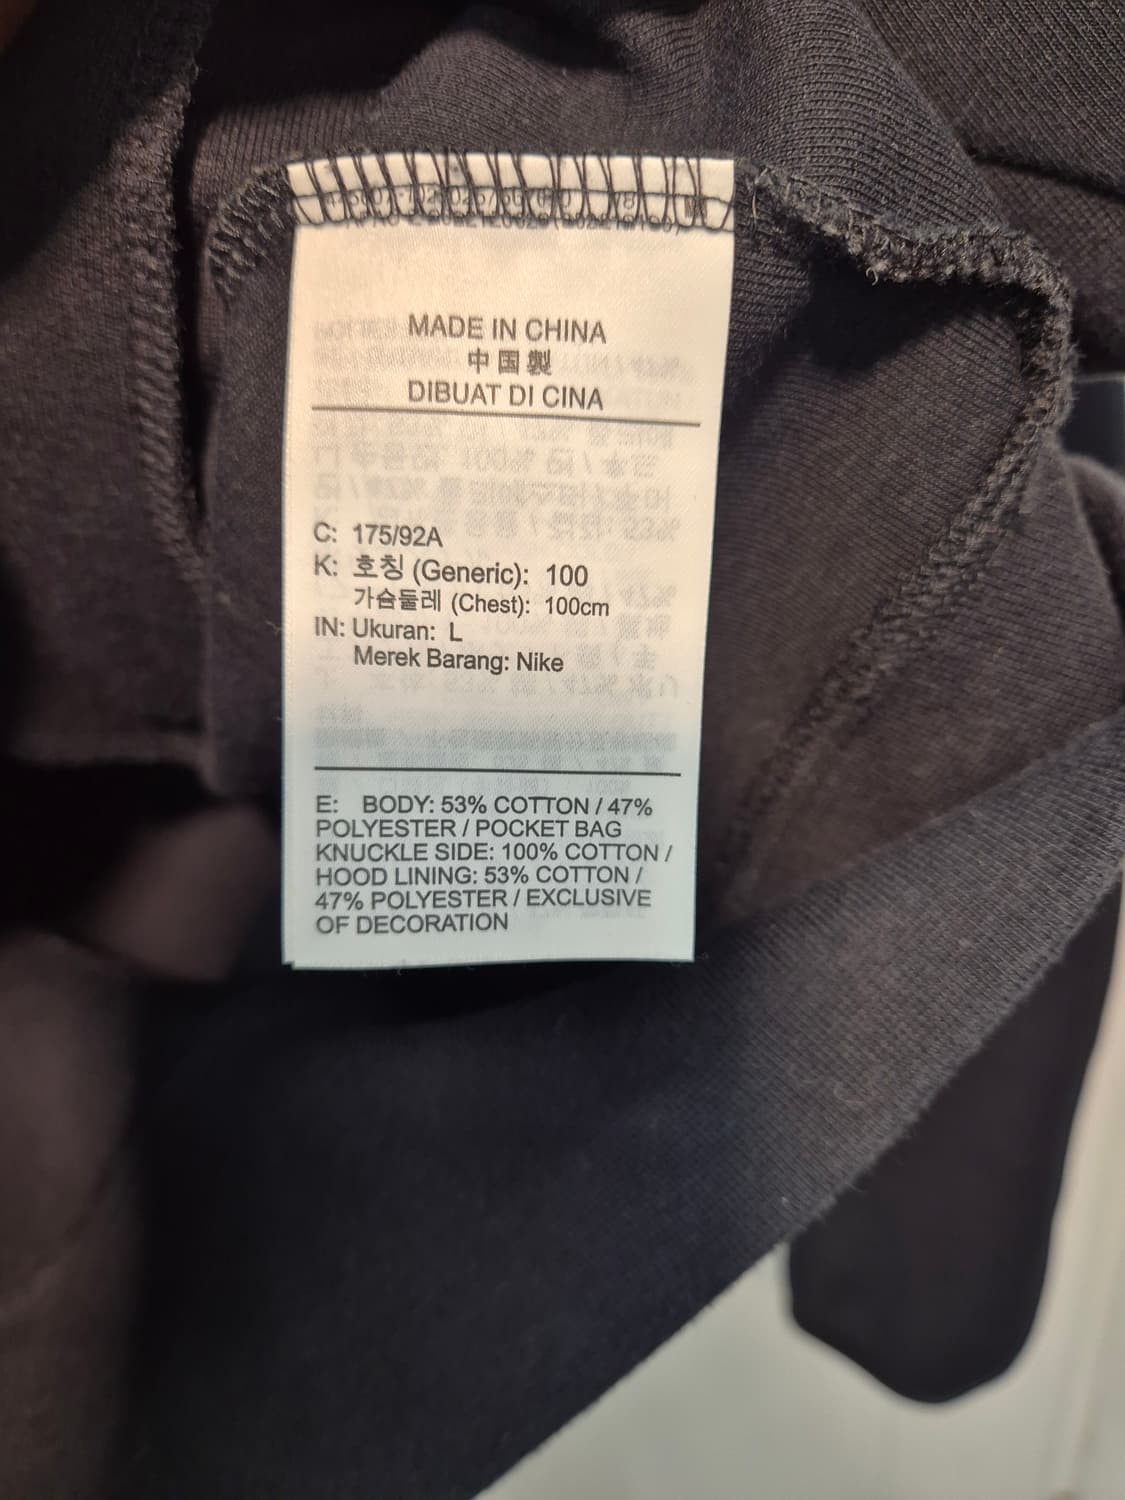 MADE IN CHINA
中国製
DIBUAT DI CINA
C: 175/92A
K: 호칭 (Generic): 100
가슴둘레 (Chest): 100cm
IN: Ukuran: L
Merek Barang: Nike
E: BODY: 53% COTTON / 47%
POLYESTER / POCKET BAG
KNUCKLE SIDE: 100% COTTON /
HOOD LINING: 53% COTTON /
47% POLYESTER / EXCLUSIVE
OF DECORATION